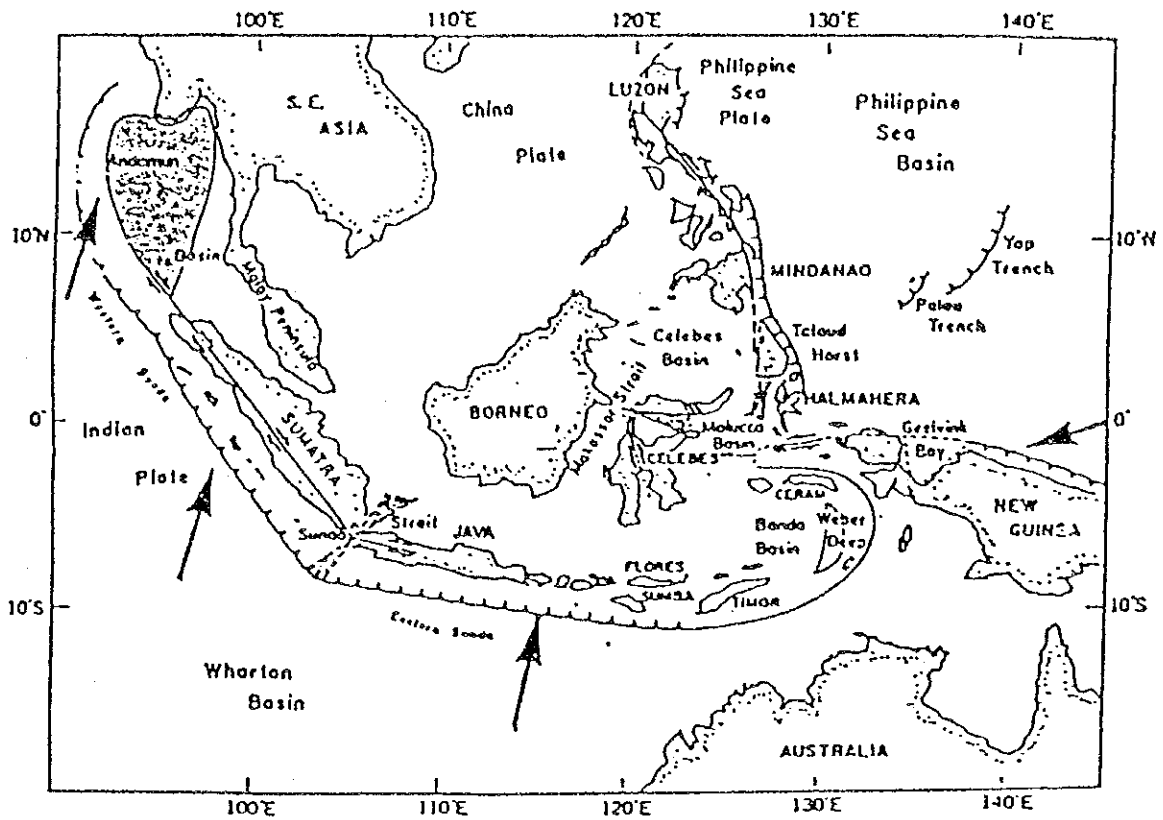 100°E 110°E 120°E 130°E 140°E
LUZON
Philippine
Sea
Plate
Philippine
Sea
Basin
S. E.
ASIA
China
Plate
Andaman
Basin
10°N
10°N
Malay Peninsula
MINDANAO
Yap
Trench
Trench
Western
Celebes
Basin
Horst
BORNEO
Makassar Strait
HALMAHERA
0°
0°
Indian
Plate
SUMATRA
Molucca
Basin
CELEBES
Geelvink
Bay
CERAM
NEW
GUINEA
Strait
JAVA
Banda
Basin
Weber
Deep
FLORES
SUMBA
TIMOR
10°S
10°S
Eastern Sunda
Wharton
Basin
AUSTRALIA
100°E 110°E 120°E 130°E 140°E